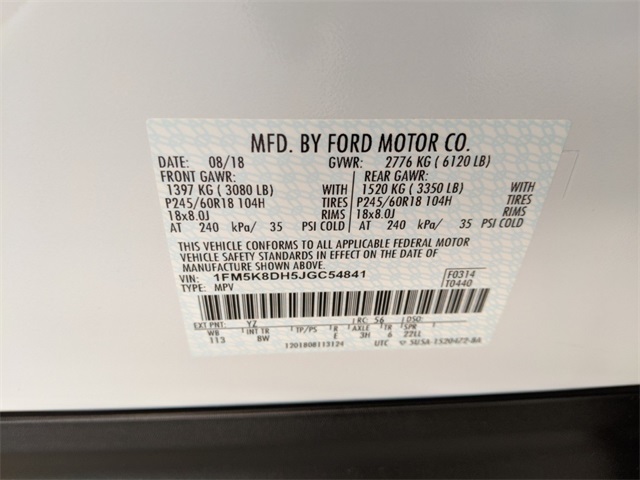 MFD. BY FORD MOTOR CO.
DATE: 08/18 GVWR: 2776 KG ( 6120 LB)
FRONT GAWR: REAR GAWR:
1397 KG ( 3080 LB) WITH 1520 KG ( 3350 LB) WITH
P245/60R18 104H TIRES P245/60R18 104H TIRES
18x8.0J RIMS 18x8.0J RIMS
AT 240 kPa/ 35 PSI COLD AT 240 kPa/ 35 PSI COLD
THIS VEHICLE CONFORMS TO ALL APPLICABLE FEDERAL MOTOR
VEHICLE SAFETY AND BUMPER STANDARDS IN EFFECT ON THE DATE OF
MANUFACTURE SHOWN ABOVE.
VIN: 1FM5K8DH5JGC54841 F0314
TYPE: MPV T0440
EXT PNT: YZ RC: 56 DSO:
WB INT TR TP/PS R AXLE TR SPR
113 8W E 3H 6 22LL
1201808113124 UTC